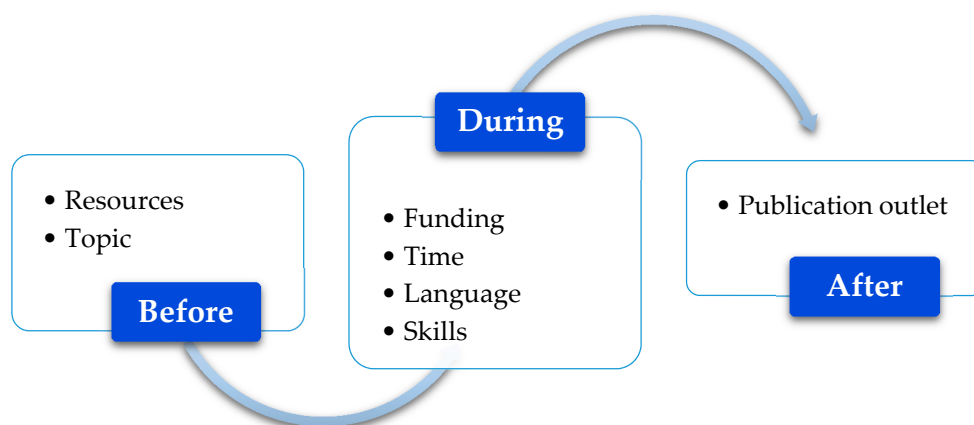 • Resources
• Topic
Before
During
• Funding
• Time
• Language
• Skills
• Publication outlet
After